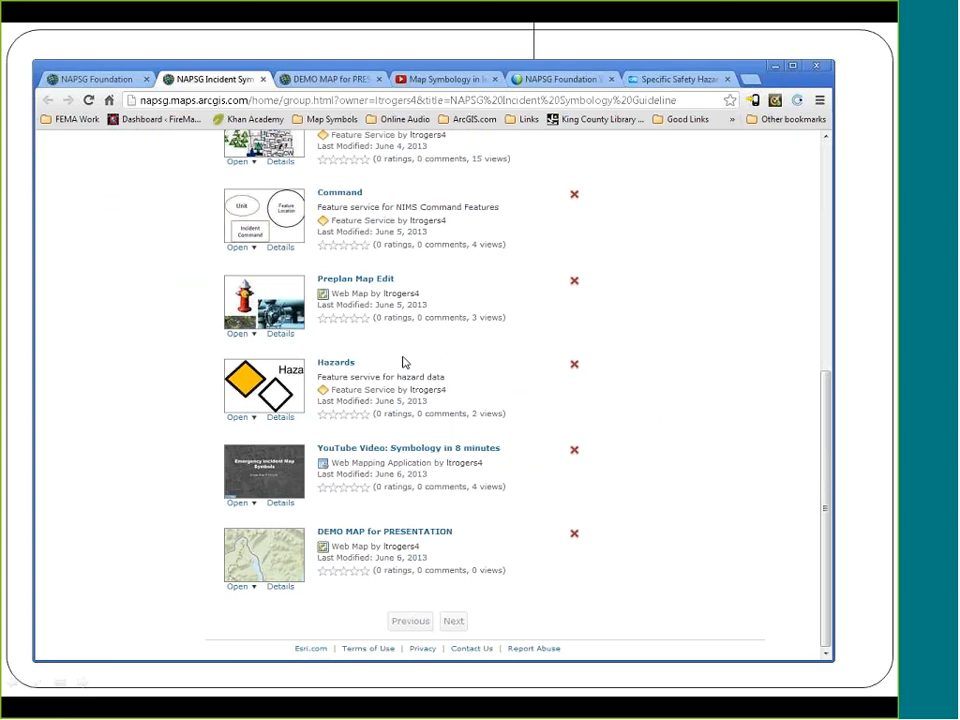 NAPSG Foundation
NAPSG Incident Sym
DEMO MAP for PRES
Map Symbology in
NAPSG Foundation
Specific Safety Hazar
napsg.maps.arcgis.com/home/group.html?owner=ltrogers4&title=NAPSG%20Incident%20Symbology%20Guideline
FEMA Work
Dashboard ‹ FireMa...
Khan Academy
Map Symbols
Online Audio
ArcGIS.com
Links
King County Library ...
Good Links
»
Other bookmarks
Feature Service by ltrogers4
Last Modified: June 4, 2013
(0 ratings, 0 comments, 15 views)
Open Details
Command
Unit
Feature Location
Incident Command
Feature service for NIMS Command Features
Feature Service by ltrogers4
Last Modified: June 5, 2013
(0 ratings, 0 comments, 4 views)
Open Details
Preplan Map Edit
Web Map by ltrogers4
Last Modified: June 5, 2013
(0 ratings, 0 comments, 3 views)
Open Details
Hazards
Haza
Feature servive for hazard data
Feature Service by ltrogers4
Last Modified: June 5, 2013
(0 ratings, 0 comments, 2 views)
Open Details
YouTube Video: Symbology in 8 minutes
Emergency Incident Map
Symbols
Web Mapping Application by ltrogers4
Last Modified: June 6, 2013
(0 ratings, 0 comments, 4 views)
Open Details
DEMO MAP for PRESENTATION
Web Map by ltrogers4
Last Modified: June 6, 2013
(0 ratings, 0 comments, 0 views)
Open Details
Previous Next
Esri.com | Terms of Use | Privacy | Contact Us | Report Abuse